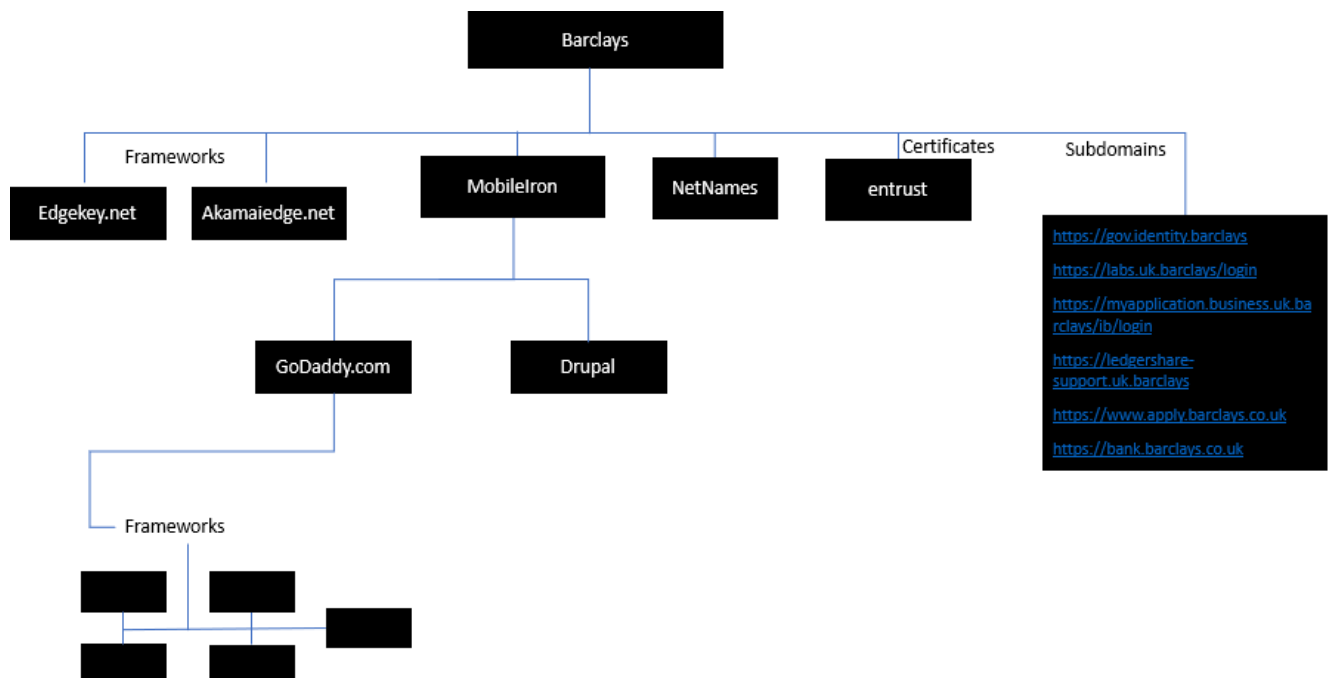 Barclays
Frameworks
Certificates
Subdomains
Edgekey.net
Akamaiedge.net
MobileIron
NetNames
entrust
https://gov.identity.barclays
https://labs.uk.barclays/login
https://myapplication.business.uk.ba
rclays/ib/login
https://ledgershare-
support.uk.barclays
https://www.apply.barclays.co.uk
https://bank.barclays.co.uk
GoDaddy.com
Drupal
Frameworks